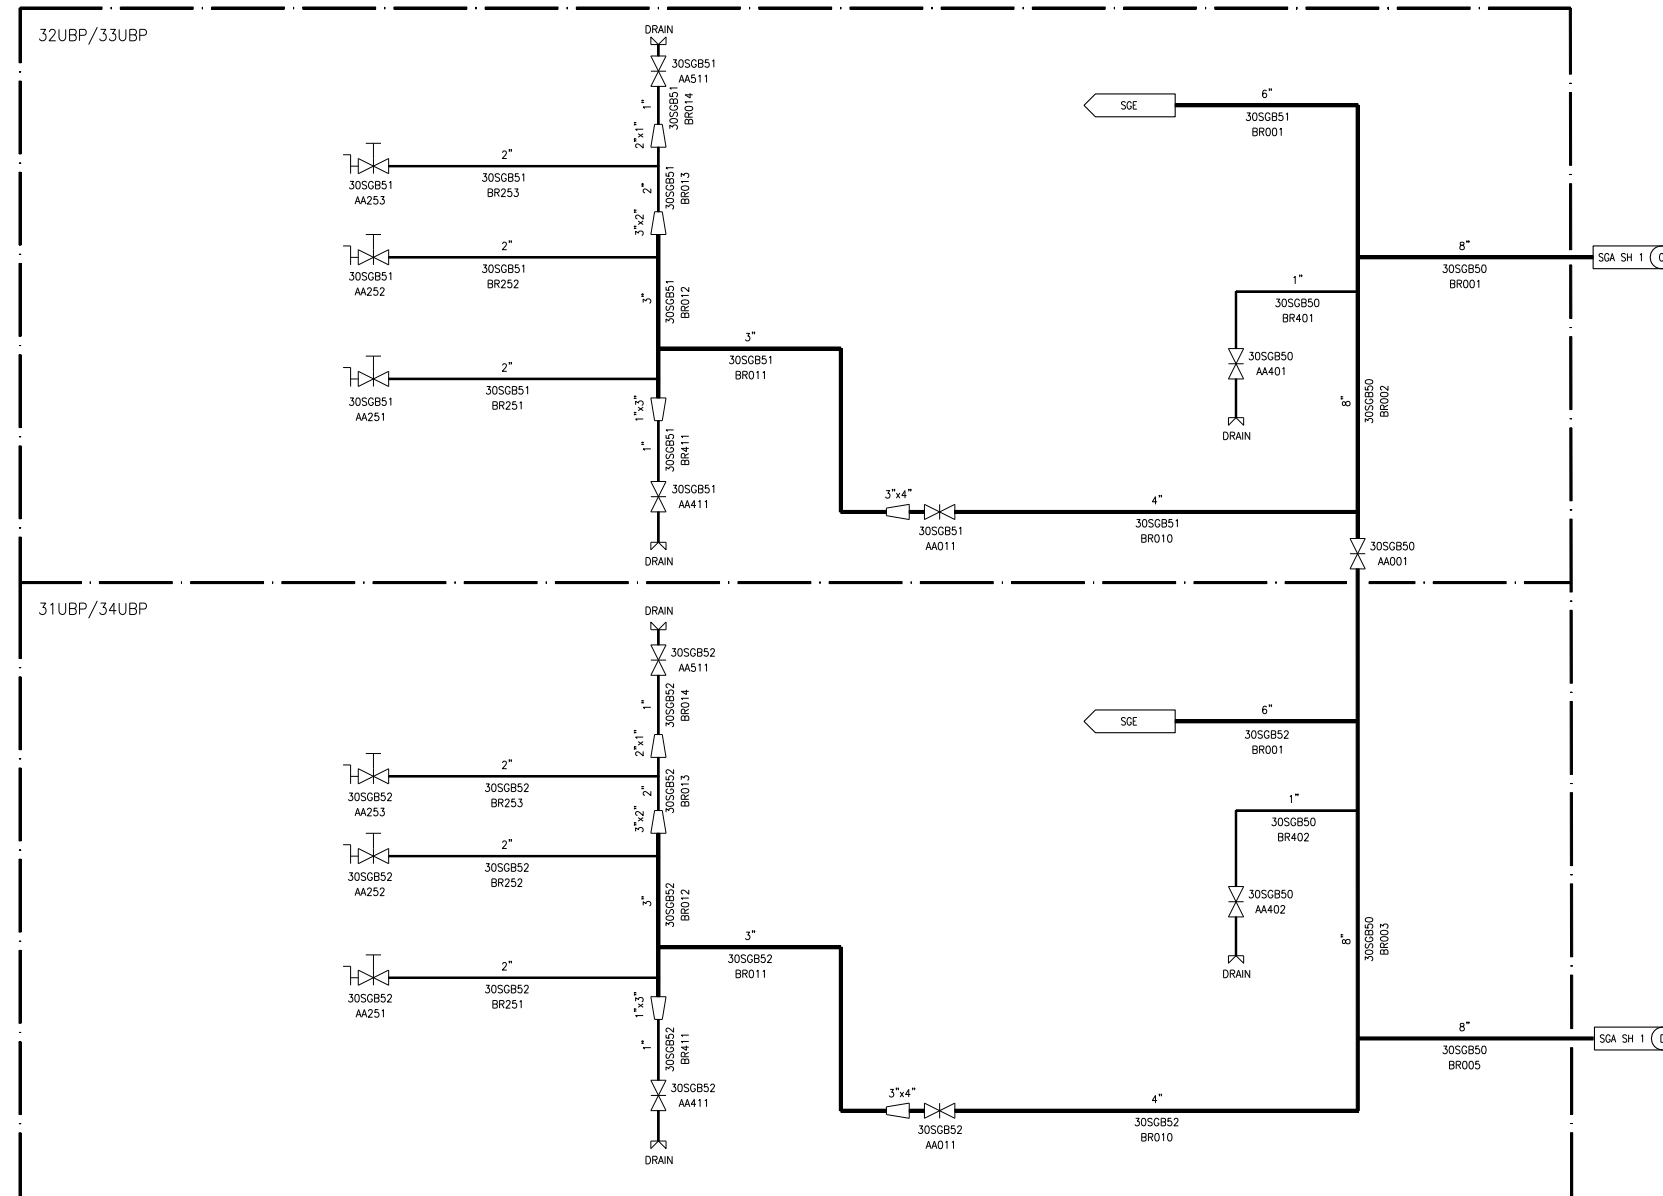 32UBP/33UBP
DRAIN
30SGB51
AA511
1"
30SGB51
BR014
2"x1"
2"
30SGB51
BR253
30SGB51
AA253
2"
30SGB51
BR013
3"x2"
2"
30SGB51
BR252
30SGB51
AA252
3"
30SGB51
BR012
2"
30SGB51
BR251
30SGB51
AA251
3"
30SGB51
BR011
1"x3"
1"
30SGB51
BR411
30SGB51
AA411
DRAIN
3"x4"
30SGB51
AA011
4"
30SGB51
BR010
SGE
6"
30SGB51
BR001
8"
30SGB50
BR001
SGA SH 1
1"
30SGB50
BR401
30SGB50
AA401
DRAIN
8"
30SGB50
BR002
30SGB50
AA001
31UBP/34UBP
DRAIN
30SGB52
AA511
1"
30SGB52
BR014
2"x1"
2"
30SGB52
BR253
30SGB52
AA253
2"
30SGB52
BR013
3"x2"
2"
30SGB52
BR252
30SGB52
AA252
3"
30SGB52
BR012
3"
30SGB52
BR011
2"
30SGB52
BR251
30SGB52
AA251
1"x3"
1"
30SGB52
BR411
30SGB52
AA411
DRAIN
3"x4"
30SGB52
AA011
4"
30SGB52
BR010
SGE
6"
30SGB52
BR001
1"
30SGB50
BR402
30SGB50
AA402
DRAIN
8"
30SGB50
BR003
8"
30SGB50
BR005
SGA SH 1